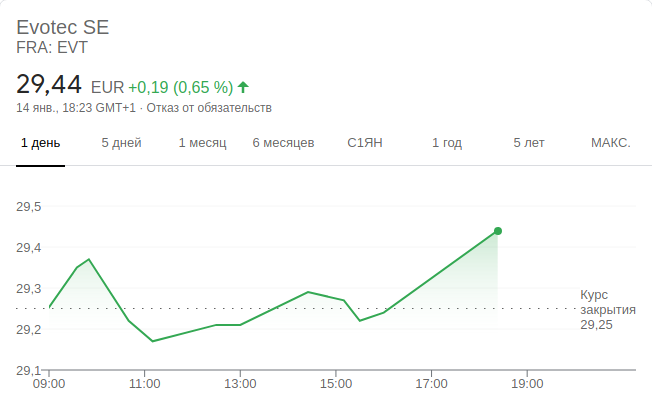 Evotec SE
FRA: EVT
29,44 EUR +0,19 (0,65 %)
14 янв., 18:23 GMT+1 · Отказ от обязательств
1 день 5 дней 1 месяц 6 месяцев С1ЯН 1 год 5 лет МАКС.
29,5
29,4
29,3
29,2
29,1
Курс
закрытия
29,25
09:00 11:00 13:00 15:00 17:00 19:00